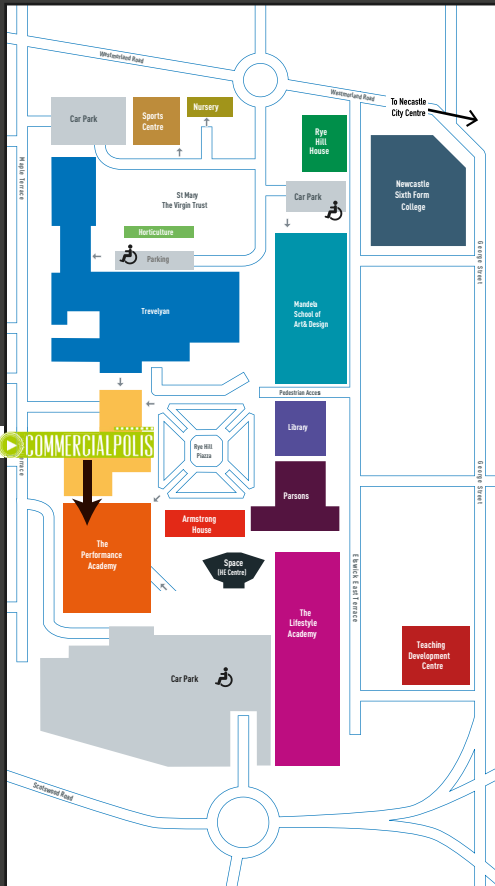 Westmorland Road
Westmorland Road
To Necastle
City Centre
Car Park
Sports
Centre
Nursery
Rye
Hill
House
Newcastle
Sixth Form
College
Maple Terrace
St Mary
The Virgin Trust
Car Park
Horticulture
Parking
George Street
Trevelyan
Mandela
School of
Art& Design
Pedestrian Acces
Library
Rye Hill
Piazza
COMMERCIALPOLIS
errace
George Street
Parsons
Armstrong
House
The
Performance
Academy
Space
(HE Centre)
Elswick East Terrace
The
Lifestyle
Academy
Teaching
Development
Centre
Car Park
Scotswood Road